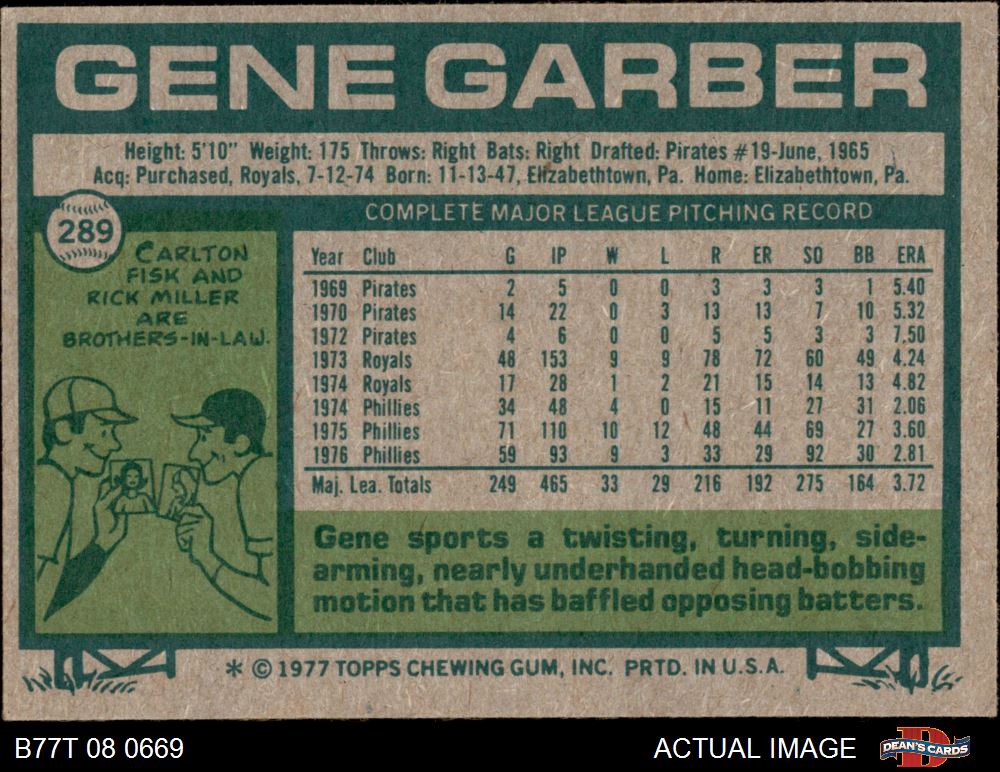 GENE GARBER
Height: 5'10" Weight: 175 Throws: Right Bats: Right Drafted: Pirates #19-June, 1965
Acq: Purchased, Royals, 7-12-74 Born: 11-13-47, Elizabethtown, Pa. Home: Elizabethtown, Pa.
289
CARLTON
FISK AND
RICK MILLER
ARE
BROTHERS-IN-LAW.
COMPLETE MAJOR LEAGUE PITCHING RECORD
Year Club G IP W L R ER SO BB ERA
1969 Pirates 2 5 0 0 3 3 3 1 5.40
1970 Pirates 14 22 0 3 13 13 7 10 5.32
1972 Pirates 4 6 0 0 5 5 3 3 7.50
1973 Royals 48 153 9 9 78 72 60 49 4.24
1974 Royals 17 28 1 2 21 15 14 13 4.82
1974 Phillies 34 48 4 0 15 11 27 31 2.06
1975 Phillies 71 110 10 12 48 44 69 27 3.60
1976 Phillies 59 93 9 3 33 29 92 30 2.81
Maj. Lea. Totals 249 465 33 29 216 192 275 164 3.72
Gene sports a twisting, turning, side-
arming, nearly underhanded head-bobbing
motion that has baffled opposing batters.
* © 1977 TOPPS CHEWING GUM, INC. PRTD. IN U.S.A.
B77T 08 0669
ACTUAL IMAGE
D
DEAN'S CARDS